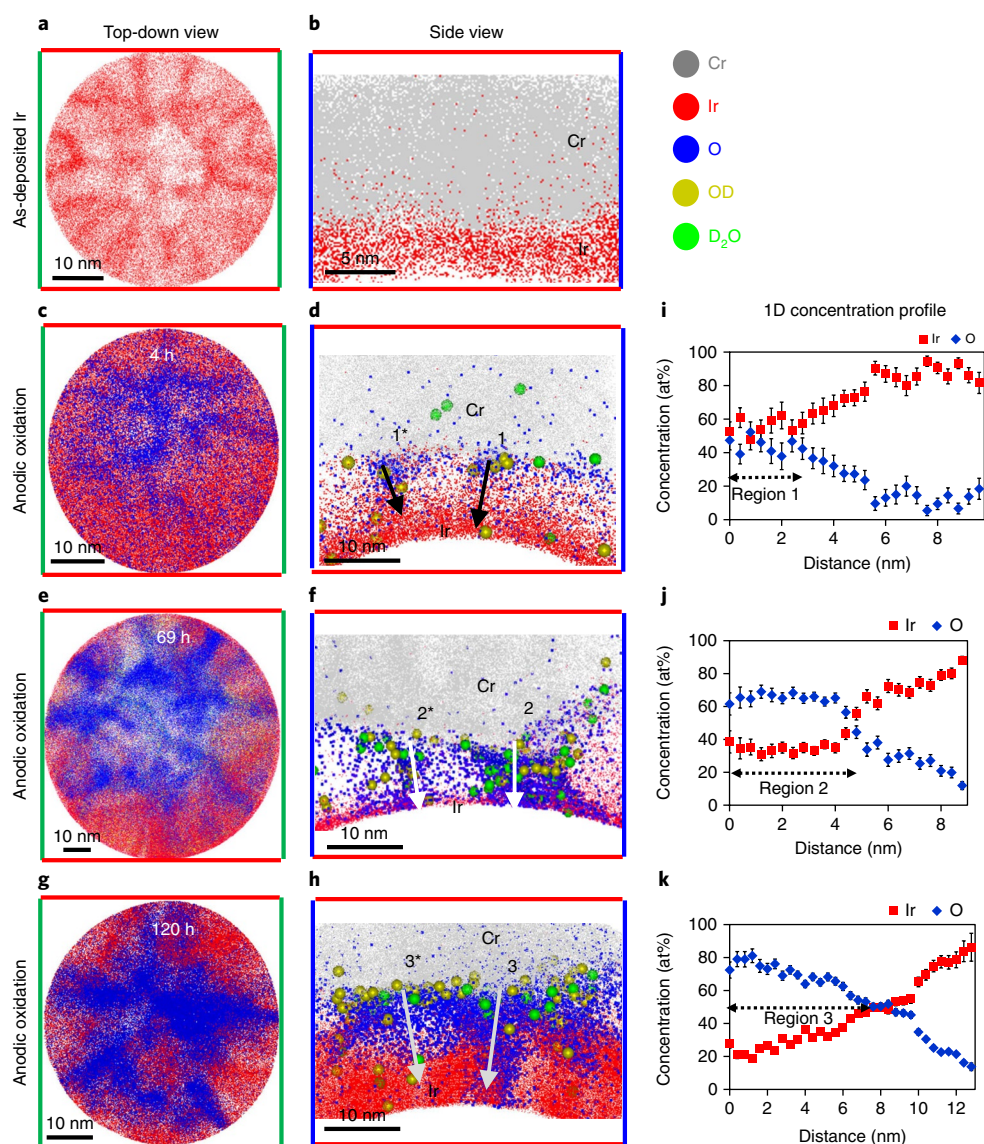 a
Top-down view
As-deposited Ir
10 nm
b
Side view
Cr
Ir
5 nm
Cr
Ir
O
OD
D₂O
c
Anodic oxidation
4 h
10 nm
d
Cr
1*
1
Ir
10 nm
i
1D concentration profile
Ir O
Concentration (at%)
100
80
60
40
20
0
Region 1
0 2 4 6 8
Distance (nm)
e
Anodic oxidation
69 h
10 nm
f
Cr
2*
2
Ir
10 nm
j
Ir O
Concentration (at%)
100
80
60
40
20
0
Region 2
0 2 4 6 8
Distance (nm)
g
Anodic oxidation
120 h
10 nm
h
Cr
3*
3
Ir
10 nm
k
Ir O
Concentration (at%)
100
80
60
40
20
0
Region 3
0 2 4 6 8 10 12
Distance (nm)